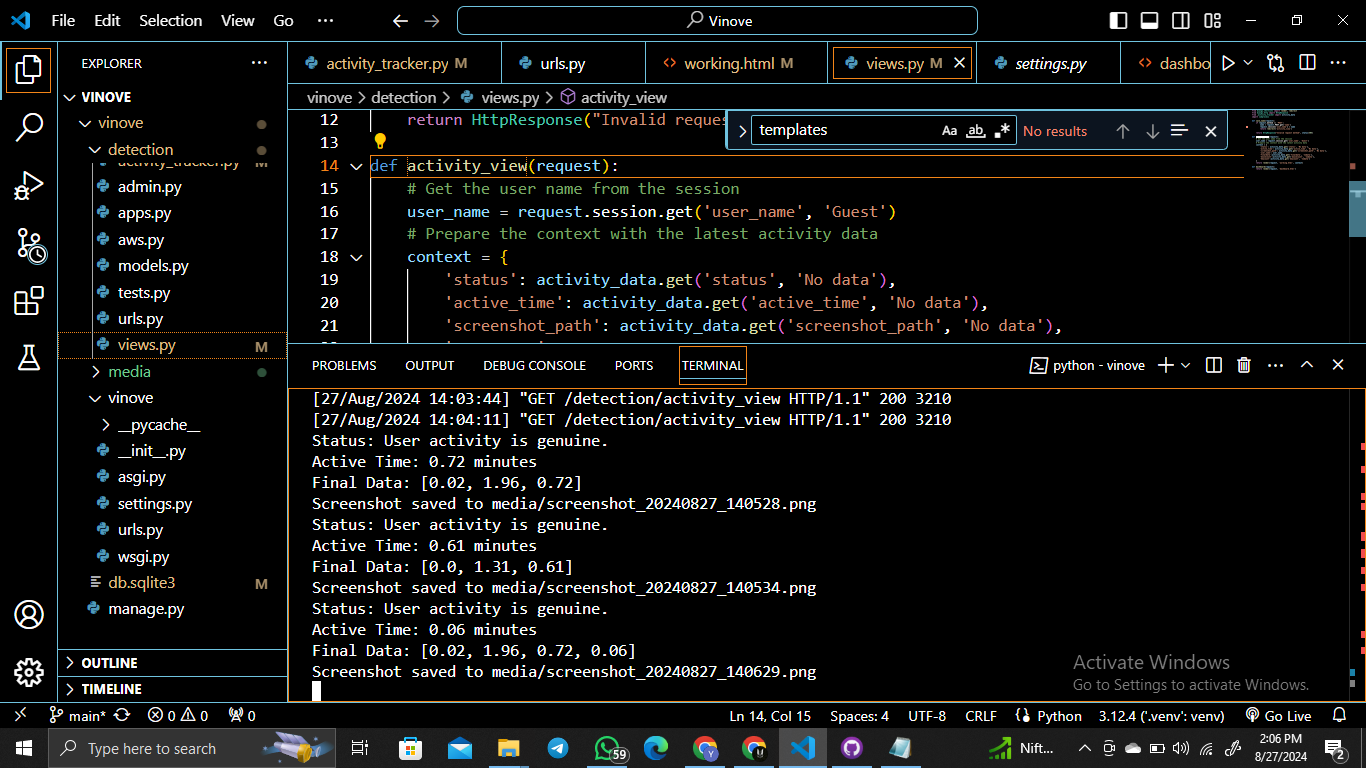 File Edit Selection View Go ··· Vinove
EXPLORER ···
activity_tracker.py M urls.py working.html M views.py M settings.py dashbo ···
VINOVE
vinove
detection
activity_tracker.py M
admin.py
apps.py
aws.py
models.py
tests.py
urls.py
views.py M
media
vinove
__pycache__
__init__.py
asgi.py
settings.py
urls.py
wsgi.py
db.sqlite3 M
manage.py
OUTLINE
TIMELINE
vinove > detection > views.py > activity_view
templates Aa ab .* No results
12 return HttpResponse("Invalid reques
13
14 def activity_view(request):
15 # Get the user name from the session
16 user_name = request.session.get('user_name', 'Guest')
17 # Prepare the context with the latest activity data
18 context = {
19 'status': activity_data.get('status', 'No data'),
20 'active_time': activity_data.get('active_time', 'No data'),
21 'screenshot_path': activity_data.get('screenshot_path', 'No data'),
PROBLEMS OUTPUT DEBUG CONSOLE PORTS TERMINAL python - vinove ···
[27/Aug/2024 14:03:44] "GET /detection/activity_view HTTP/1.1" 200 3210
[27/Aug/2024 14:04:11] "GET /detection/activity_view HTTP/1.1" 200 3210
Status: User activity is genuine.
Active Time: 0.72 minutes
Final Data: [0.02, 1.96, 0.72]
Screenshot saved to media/screenshot_20240827_140528.png
Status: User activity is genuine.
Active Time: 0.61 minutes
Final Data: [0.0, 1.31, 0.61]
Screenshot saved to media/screenshot_20240827_140534.png
Status: User activity is genuine.
Active Time: 0.06 minutes
Final Data: [0.02, 1.96, 0.72, 0.06]
Screenshot saved to media/screenshot_20240827_140629.png
Activate Windows
Go to Settings to activate Windows.
main* 0 0 0 Ln 14, Col 15 Spaces: 4 UTF-8 CRLF Python 3.12.4 ('.venv': venv) Go Live
Type here to search 59 Nift... 2:06 PM
8/27/2024 2